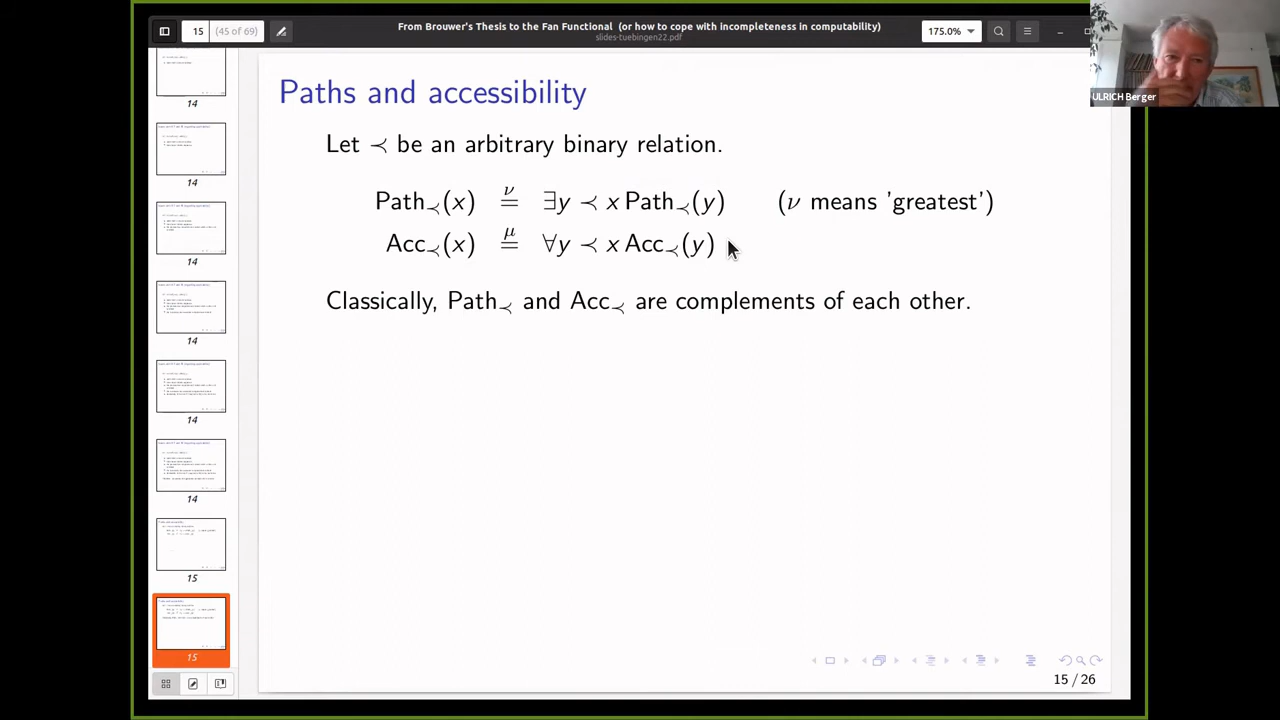 15 (45 of 69)
From Brouwer's Thesis to the Fan Functional (or how to cope with incompleteness in computability)
slides-tuebingen22.pdf
175.0%
ULRICH Berger
Paths and accessibility
Let ≺ be an arbitrary binary relation.
Path≺(x) ν= ∃y ≺ x Path≺(y) (ν means 'greatest')
Acc≺(x) μ= ∀y ≺ x Acc≺(y)
Classically, Path≺ and Acc≺ are complements of each other.
14
14
14
14
14
14
15
15
15 / 26